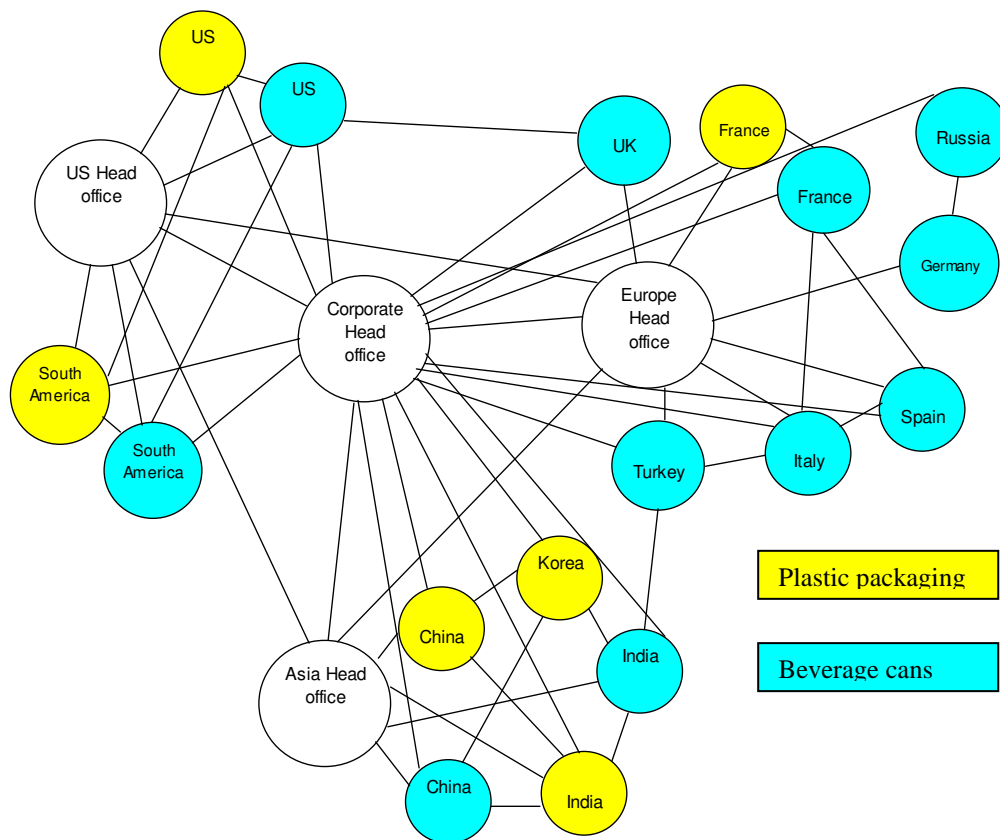 US
US
US Head
office
UK
France
Russia
France
Germany
Corporate
Head
office
Europe
Head
office
South
America
South
America
Spain
Turkey
Italy
Korea
China
India
Asia Head
office
China
India
Plastic packaging
Beverage cans